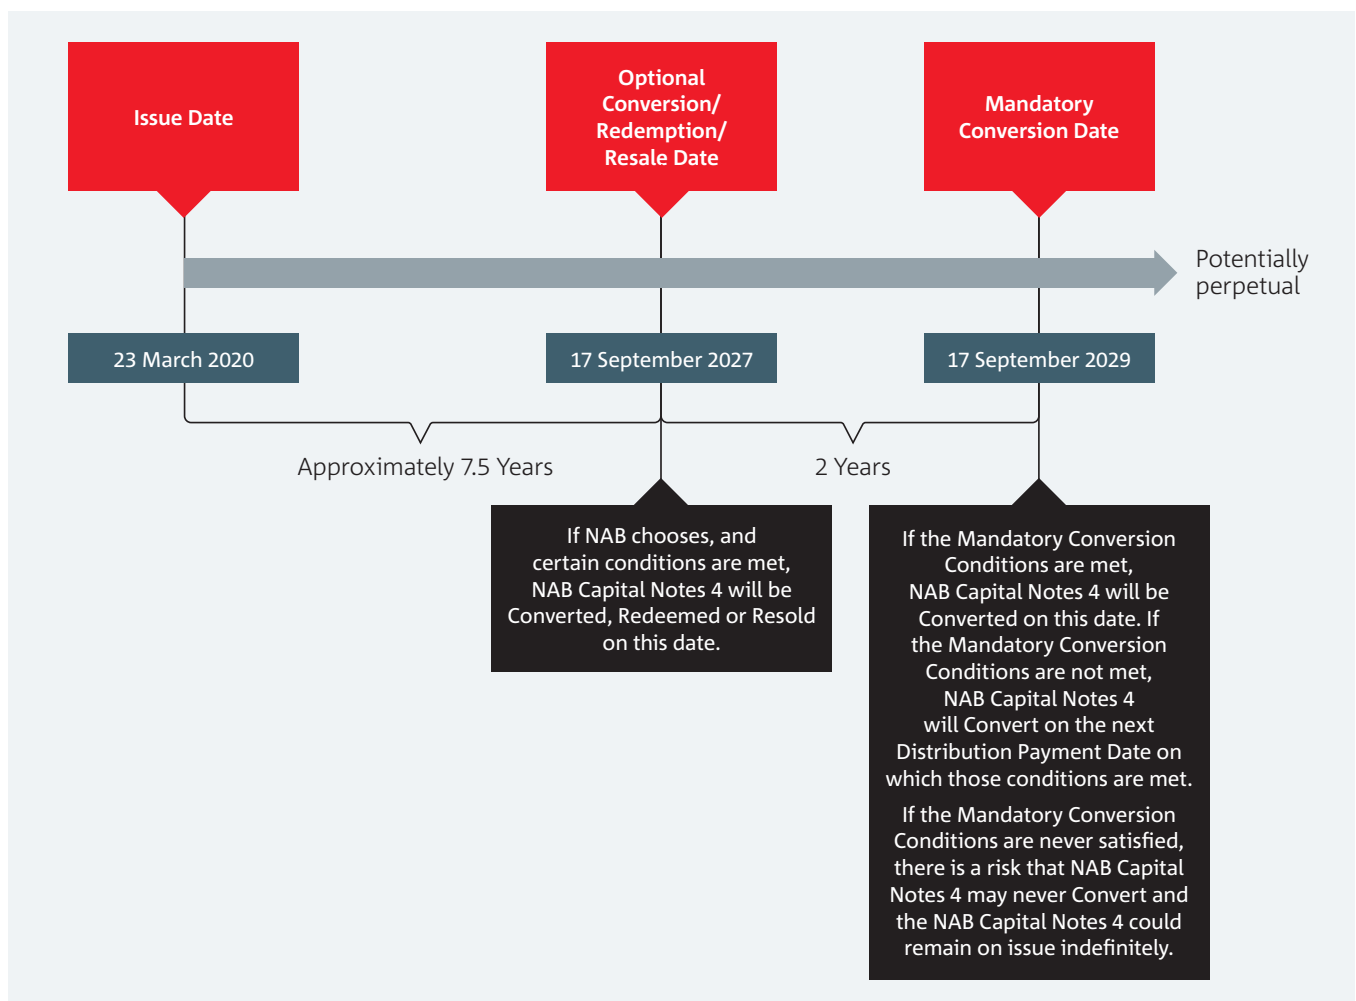 Issue Date
Optional
Conversion/
Redemption/
Resale Date
Mandatory
Conversion Date
Potentially
perpetual
23 March 2020
17 September 2027
17 September 2029
Approximately 7.5 Years
2 Years
If NAB chooses, and
certain conditions are met,
NAB Capital Notes 4 will be
Converted, Redeemed or Resold
on this date.
If the Mandatory Conversion
Conditions are met,
NAB Capital Notes 4 will be
Converted on this date. If
the Mandatory Conversion
Conditions are not met,
NAB Capital Notes 4
will Convert on the next
Distribution Payment Date on
which those conditions are met.
If the Mandatory Conversion
Conditions are never satisfied,
there is a risk that NAB Capital
Notes 4 may never Convert and
the NAB Capital Notes 4 could
remain on issue indefinitely.